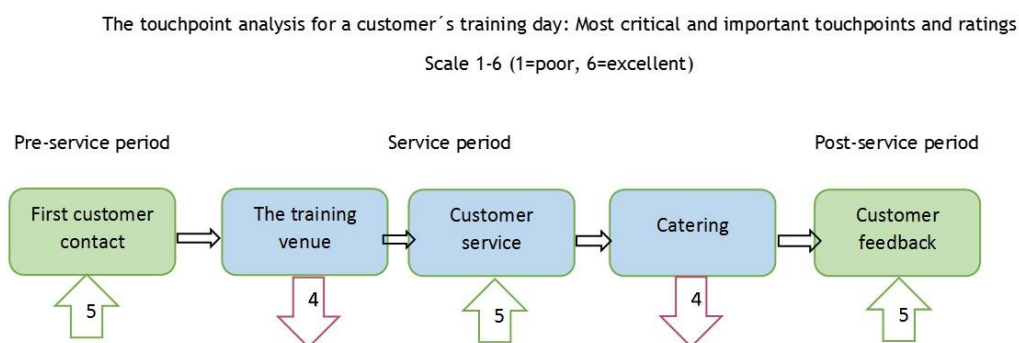 The touchpoint analysis for a customer´s training day: Most critical and important touchpoints and ratings
Scale 1-6 (1=poor, 6=excellent)
Pre-service period
Service period
Post-service period
First customer
contact
The training
venue
Customer
service
Catering
Customer
feedback
5
4
5
4
5